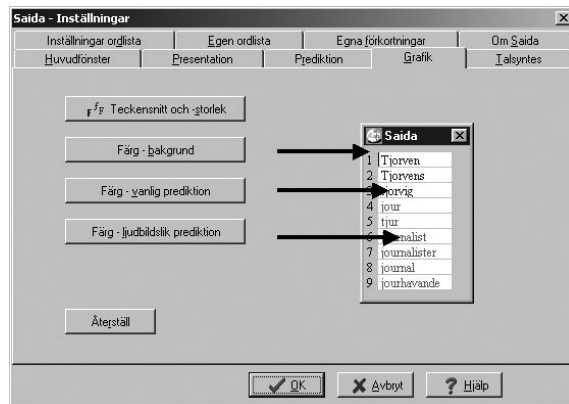 Saida - Inställningar
Inställningar ordlista
Egen ordlista
Egna förkortningar
Om Saida
Huvudfönster
Presentation
Prediktion
Grafik
Talsyntes
Teckensnitt och -storlek
Färg - bakgrund
Färg - vanlig prediktion
Färg - ljudbildslik prediktion
Återställ
Saida
1 Tjorven
2 Tjorvens
3 tjorvig
4 jour
5 tjur
6 journalist
7 journalister
8 journal
9 jourhavande
OK
Avbryt
Hjälp